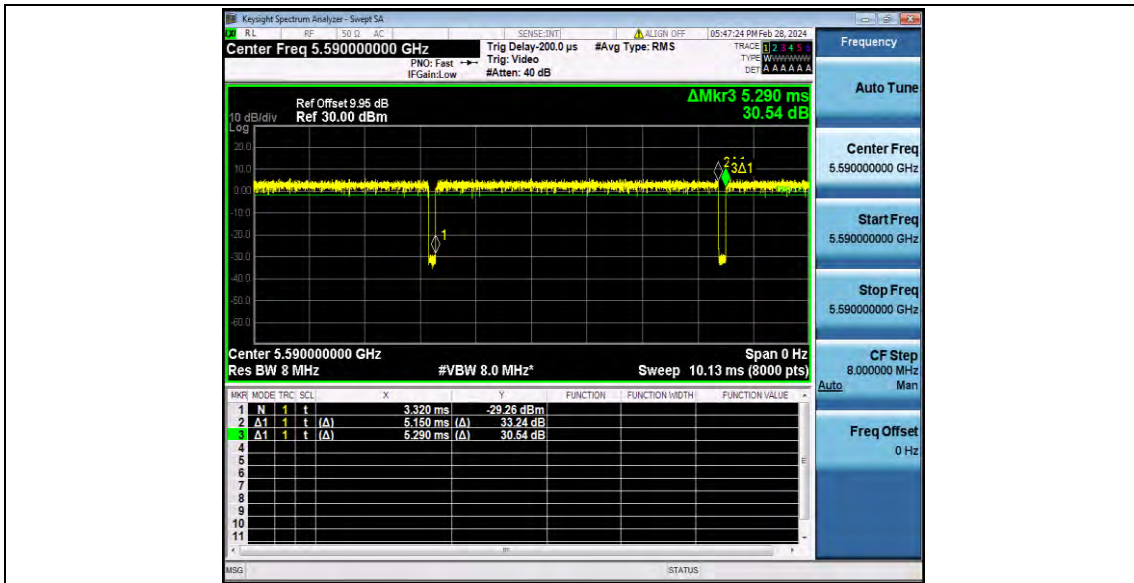 Keysight Spectrum Analyzer - Swept SA
RL RF 50 Ω AC SENSE:INT ALIGN OFF 05:47:24 PM Feb 28, 2024
Center Freq 5.590000000 GHz
PNO: Fast
IFGain:Low
Trig Delay-200.0 µs
Trig: Video
#Atten: 40 dB
#Avg Type: RMS
TRACE 1 2 3 4 5 6
TYPE WWWWWW
DET A A A A A A
ΔMkr3 5.290 ms
30.54 dB
Ref Offset 9.95 dB
10 dB/div Ref 30.00 dBm
Log
20.0
10.0
0.00
-10.0
-20.0
-30.0
-40.0
-50.0
-60.0
1
3Δ1
Center 5.590000000 GHz Span 0 Hz
Res BW 8 MHz #VBW 8.0 MHz* Sweep 10.13 ms (8000 pts)
MKR MODE TRC SCL X Y FUNCTION FUNCTION WIDTH FUNCTION VALUE
1 N 1 t 3.320 ms -29.26 dBm
2 Δ1 1 t (Δ) 5.150 ms (Δ) 33.24 dB
3 Δ1 1 t (Δ) 5.290 ms (Δ) 30.54 dB
4
5
6
7
8
9
10
11
MSG STATUS
Frequency
Auto Tune
Center Freq
5.590000000 GHz
Start Freq
5.590000000 GHz
Stop Freq
5.590000000 GHz
CF Step
8.000000 MHz
Auto Man
Freq Offset
0 Hz